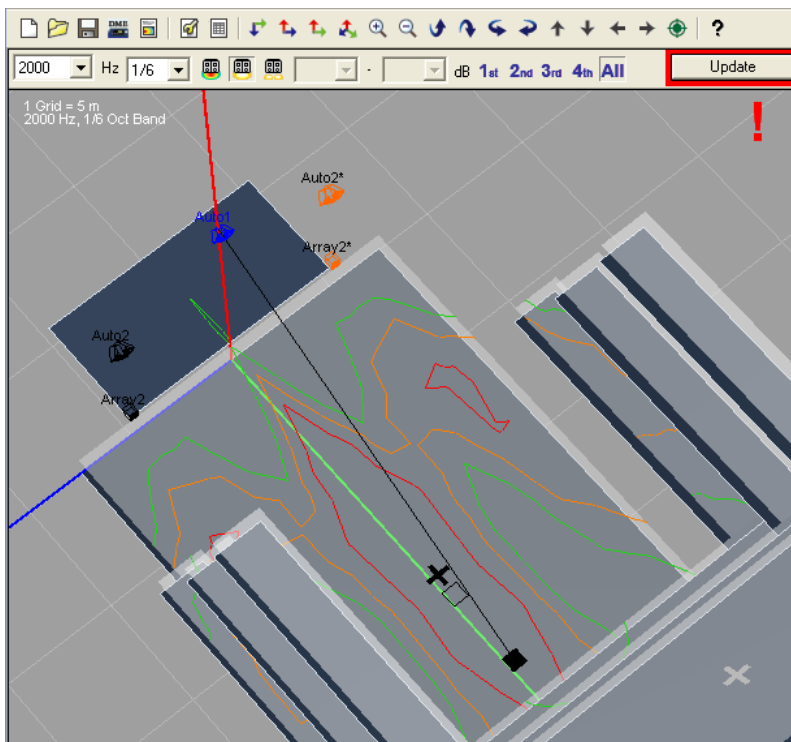 DME
?
2000 Hz 1/6 - dB 1st 2nd 3rd 4th All Update
1 Grid = 5 m
2000 Hz, 1/6 Oct Band
!
Auto2*
Auto1
Array2*
Auto2
Array2